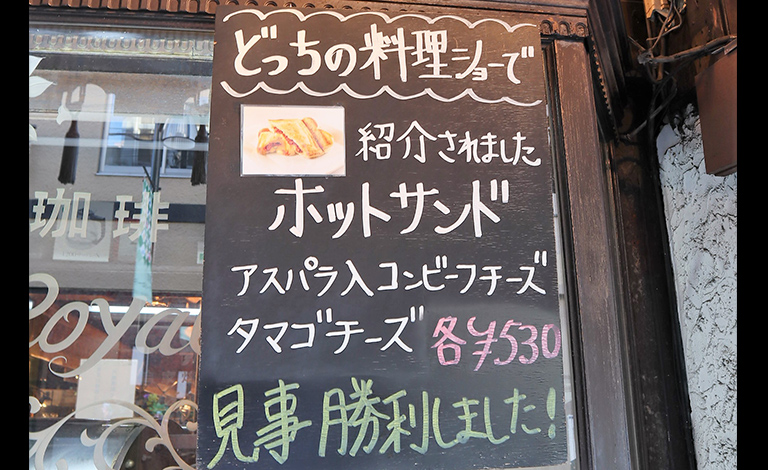 どっちの料理ショーで
紹介されました
ホットサンド
アスパラ入コンビーフチーズ
タマゴチーズ 各¥530
見事勝利しました!
珈琲
Royal